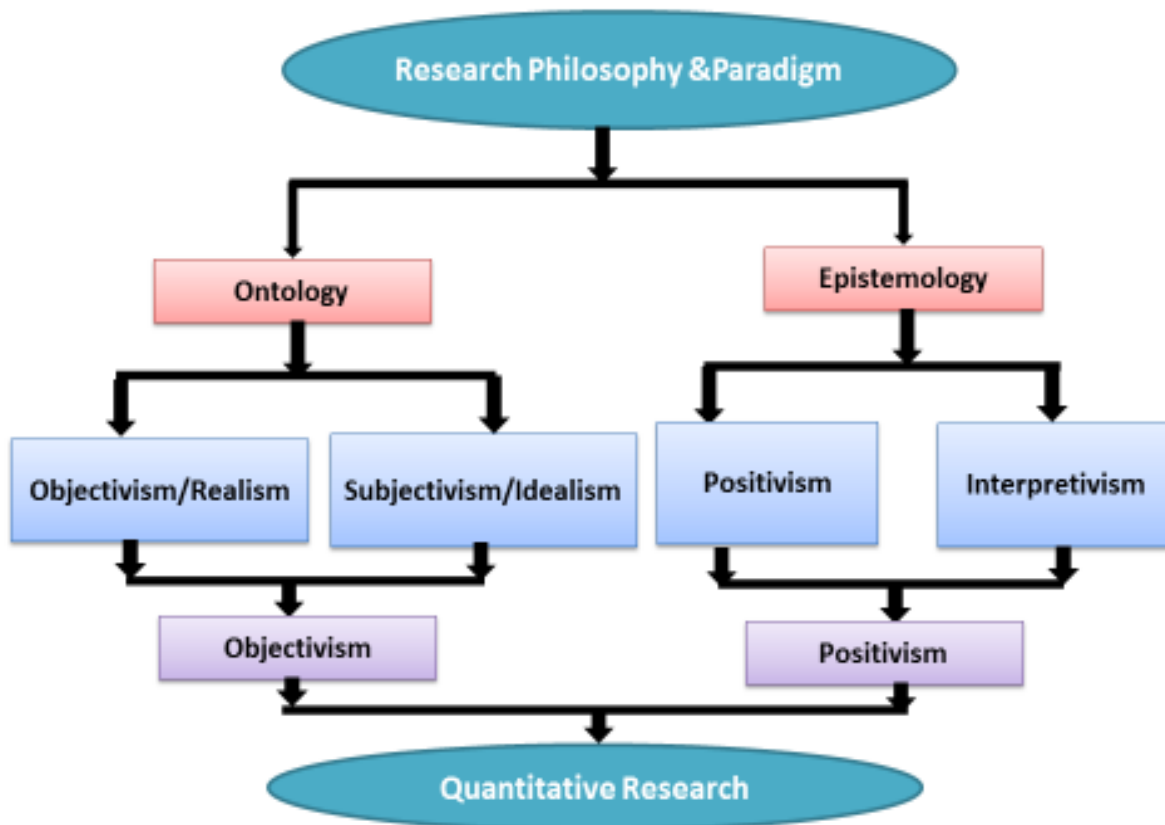 Research Philosophy &Paradigm
Ontology
Epistemology
Objectivism/Realism
Subjectivism/Idealism
Positivism
Interpretivism
Objectivism
Positivism
Quantitative Research